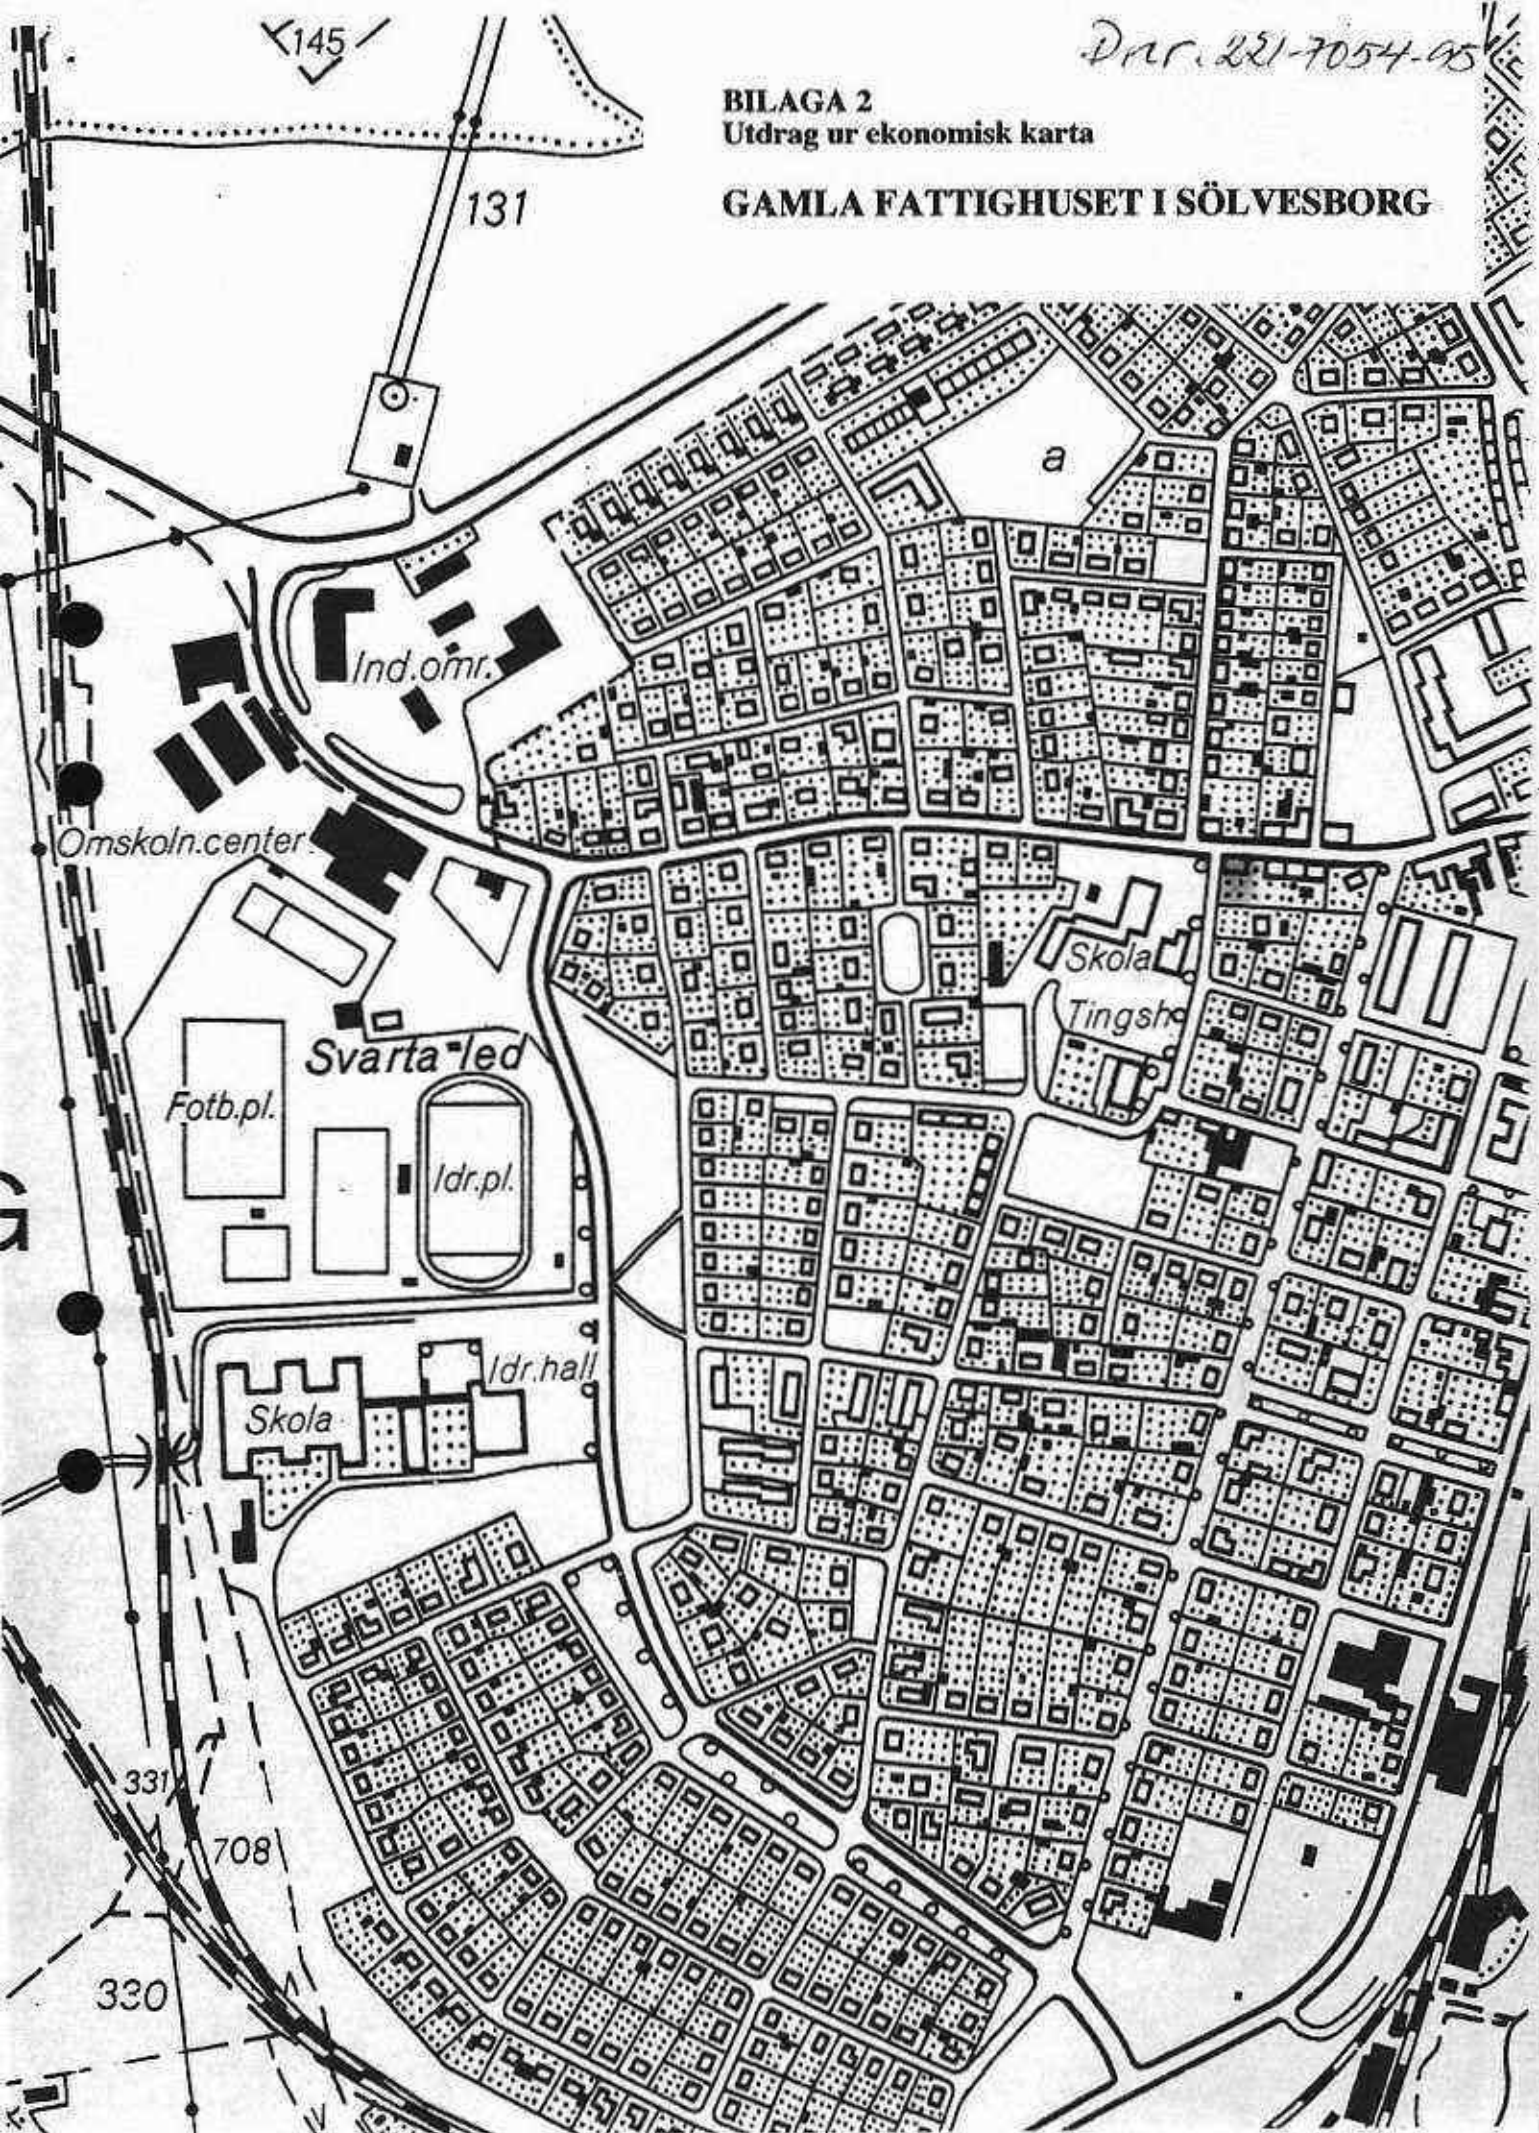 Dnr. 221-7054-95
145
BILAGA 2
Utdrag ur ekonomisk karta
131
GAMLA FATTIGHUSET I SÖLVESBORG
a
Ind.omr.
Omskoln.center
Skola
Tingsh
Svarta led
Fotb.pl.
Idr.pl.
G
Idr.hall
Skola
331
708
330